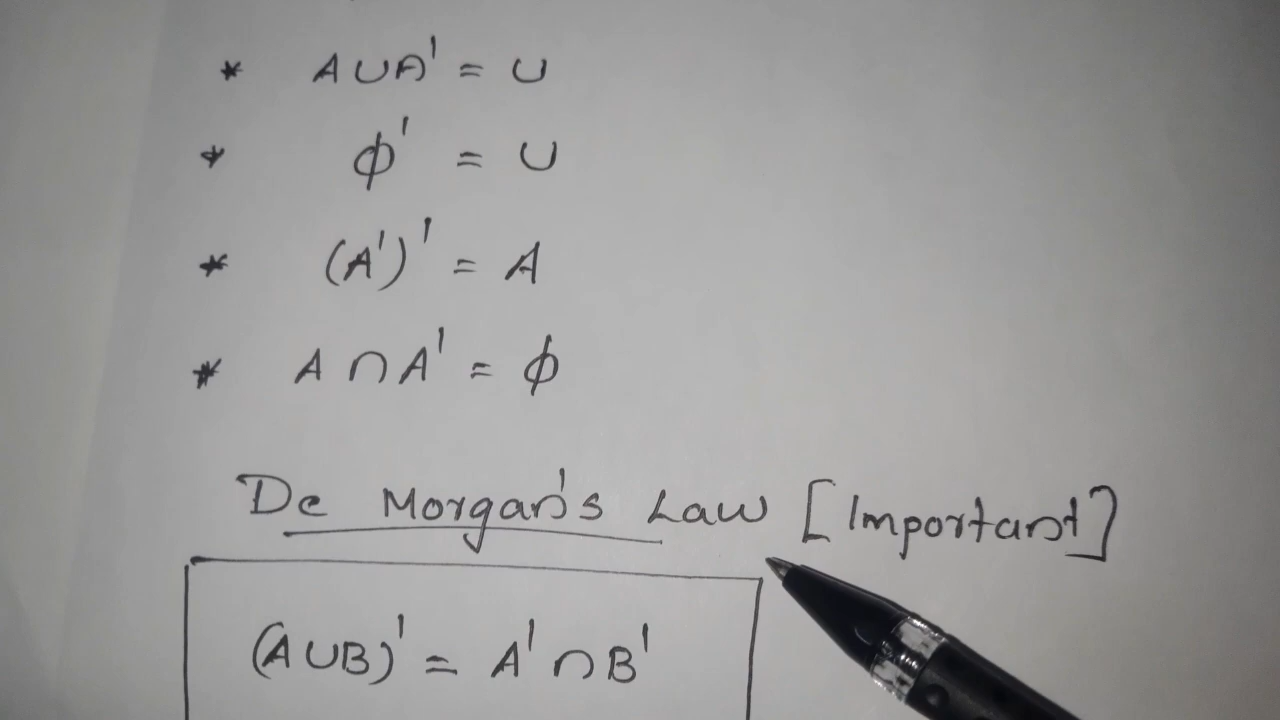 * A∪A' = U
* ϕ' = U
* (A')' = A
* A∩A' = ϕ
De Morgan's Law [Important]
(A∪B)' = A'∩B'